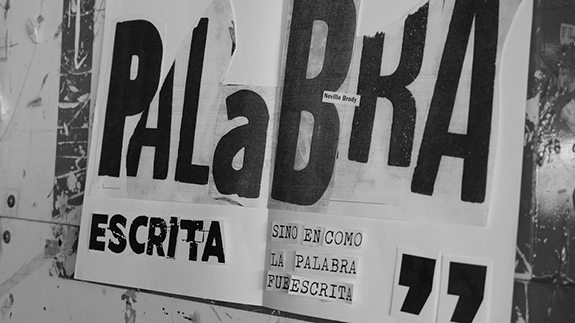 PALaBRA
Neville Brody
ESCRITA
SINO EN COMO
LA PALABRA
FUE ESCRITA
”